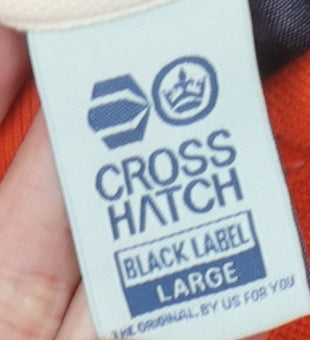 CROSS
HATCH
BLACK LABEL
LARGE
THE ORIGINAL, BY US FOR YOU